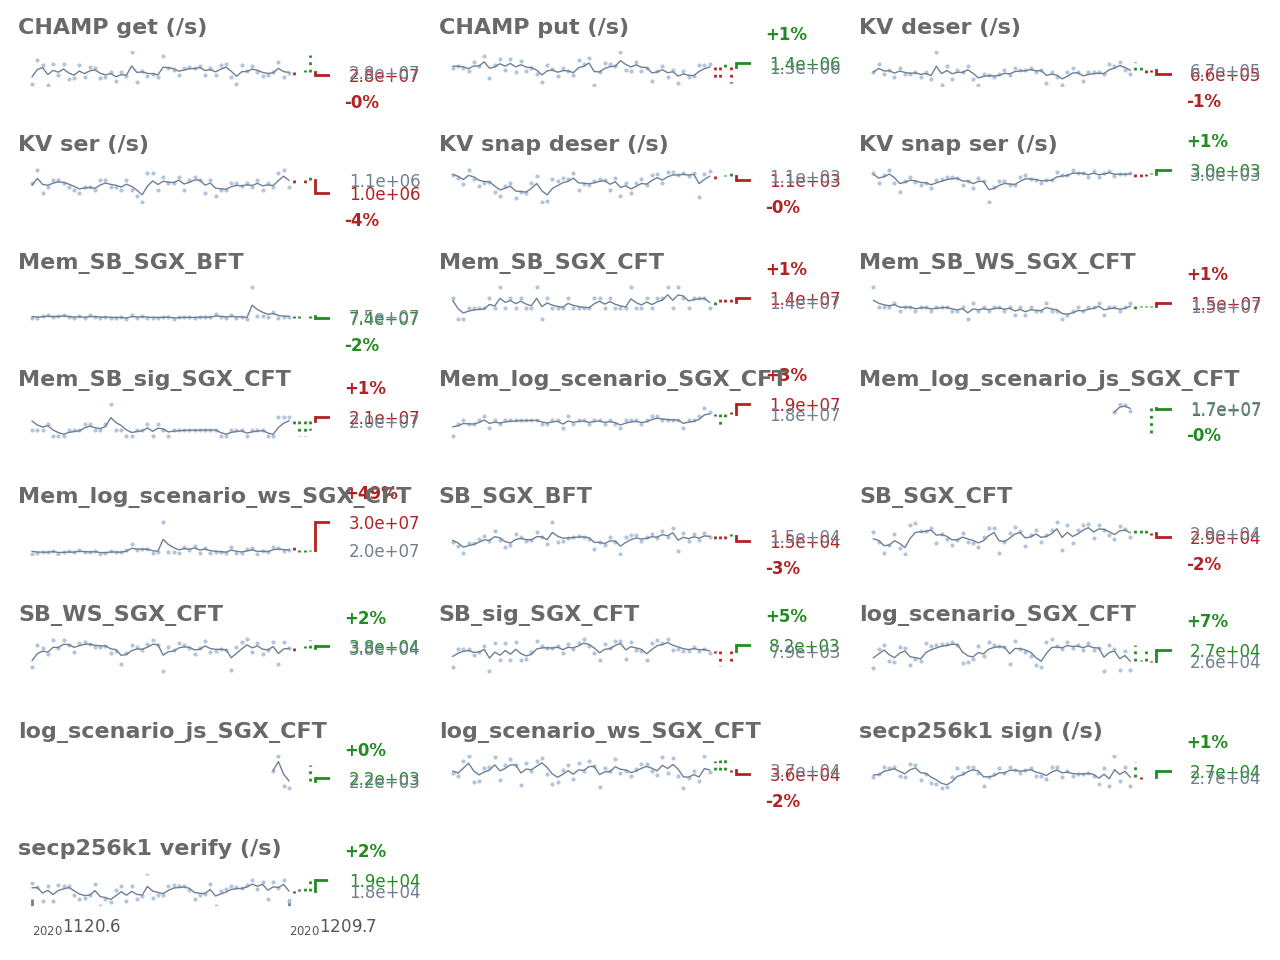 CHAMP get (/s)
2.8e+07
2.8e+07
-0%
CHAMP put (/s)
+1%
1.4e+06
1.3e+06
KV deser (/s)
6.7e+05
6.6e+05
-1%
KV ser (/s)
1.1e+06
1.0e+06
-4%
KV snap deser (/s)
1.1e+03
1.1e+03
-0%
KV snap ser (/s)
+1%
3.0e+03
3.0e+03
Mem_SB_SGX_BFT
7.5e+07
7.4e+07
-2%
Mem_SB_SGX_CFT
+1%
1.4e+07
1.4e+07
Mem_SB_WS_SGX_CFT
+1%
1.5e+07
1.5e+07
Mem_SB_sig_SGX_CFT
+1%
2.1e+07
2.0e+07
Mem_log_scenario_SGX_CFT
+3%
1.9e+07
1.8e+07
Mem_log_scenario_js_SGX_CFT
1.7e+07
1.7e+07
-0%
Mem_log_scenario_ws_SGX_CFT
+49%
3.0e+07
2.0e+07
SB_SGX_BFT
1.5e+04
1.5e+04
-3%
SB_SGX_CFT
2.9e+04
2.9e+04
-2%
SB_WS_SGX_CFT
+2%
3.8e+04
3.8e+04
SB_sig_SGX_CFT
+5%
8.2e+03
7.9e+03
log_scenario_SGX_CFT
+7%
2.7e+04
2.6e+04
log_scenario_js_SGX_CFT
+0%
2.2e+03
2.2e+03
log_scenario_ws_SGX_CFT
3.7e+04
3.6e+04
-2%
secp256k1 sign (/s)
+1%
2.7e+04
2.7e+04
secp256k1 verify (/s)
+2%
1.9e+04
1.8e+04
2020 1120.6
2020 1209.7